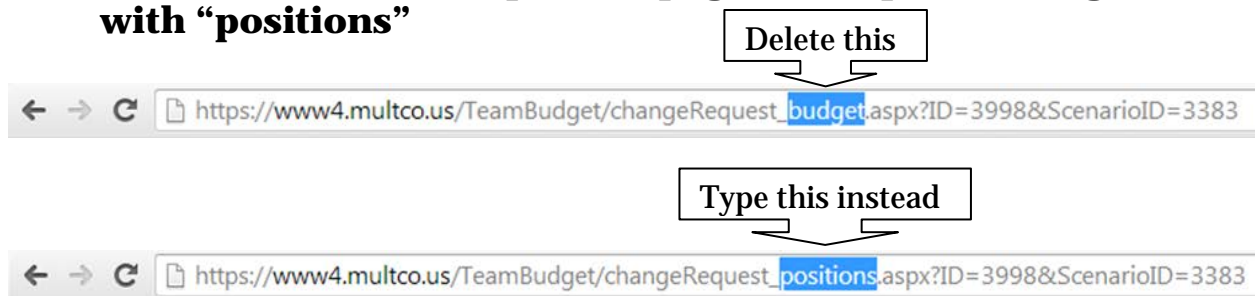 with “positions”
Delete this
https://www4.multco.us/TeamBudget/changeRequest_budget.aspx?ID=3998&ScenarioID=3383
Type this instead
https://www4.multco.us/TeamBudget/changeRequest_positions.aspx?ID=3998&ScenarioID=3383